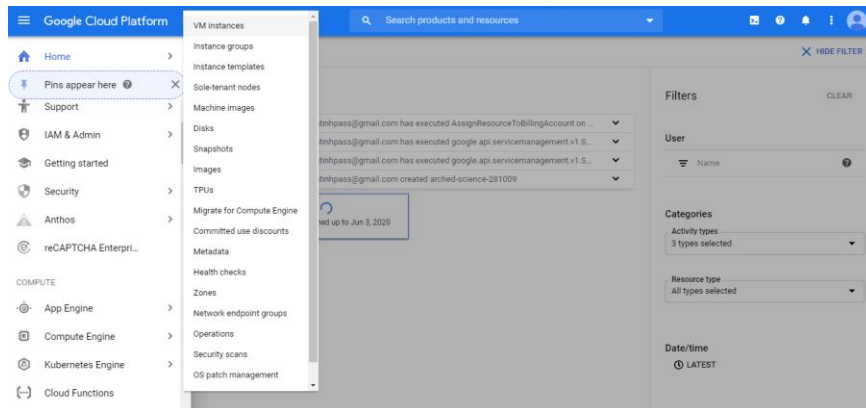 Google Cloud Platform
Search products and resources
Home
Pins appear here
Support
IAM & Admin
Getting started
Security
Anthos
reCAPTCHA Enterpri...
COMPUTE
App Engine
Compute Engine
Kubernetes Engine
Cloud Functions
VM instances
Instance groups
Instance templates
Sole-tenant nodes
Machine images
Disks
Snapshots
Images
TPUs
Migrate for Compute Engine
Committed use discounts
Metadata
Health checks
Zones
Network endpoint groups
Operations
Security scans
OS patch management
tinhpass@gmail.com has executed AssignResourceToBillingAccount on ...
tinhpass@gmail.com has executed google.api.servicemanagement.v1.S...
tinhpass@gmail.com has executed google.api.servicemanagement.v1.S...
tinhpass@gmail.com created arched-science-281009
up to Jun 3, 2020
HIDE FILTER
Filters
CLEAR
User
Name
Categories
Activity types
3 types selected
Resource type
All types selected
Date/time
LATEST